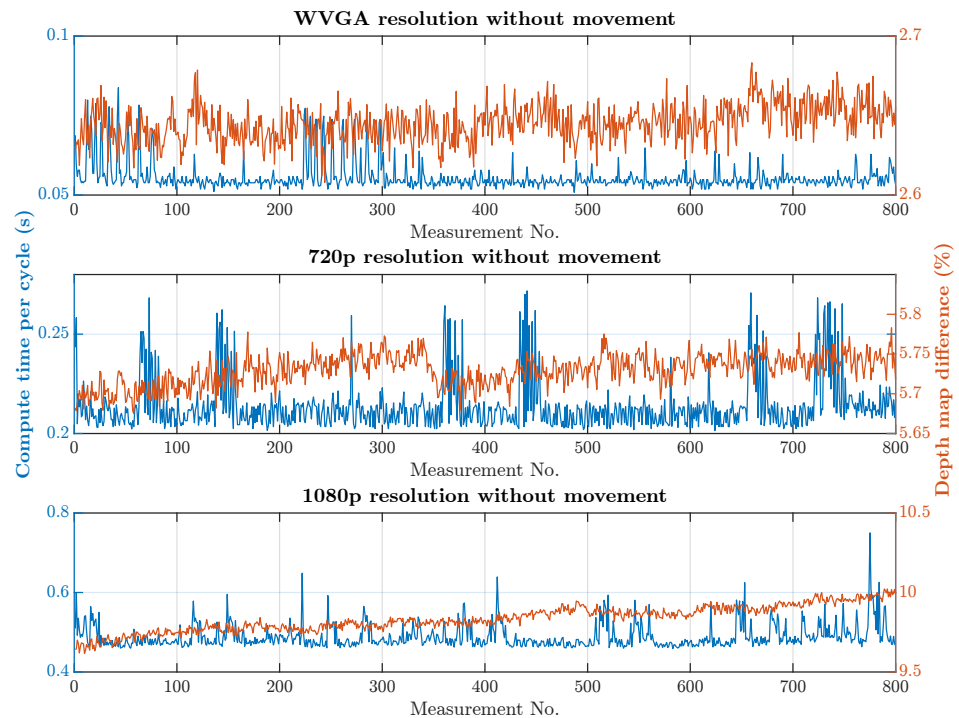 WVGA resolution without movement
0.1
2.7
0.05
2.6
0 100 200 300 400 500 600 700 800
Measurement No.
720p resolution without movement
5.8
0.25
5.75
5.7
0.2
5.65
0 100 200 300 400 500 600 700 800
Measurement No.
Compute time per cycle (s)
Depth map difference (%)
1080p resolution without movement
0.8
10.5
0.6
10
0.4
9.5
0 100 200 300 400 500 600 700 800
Measurement No.